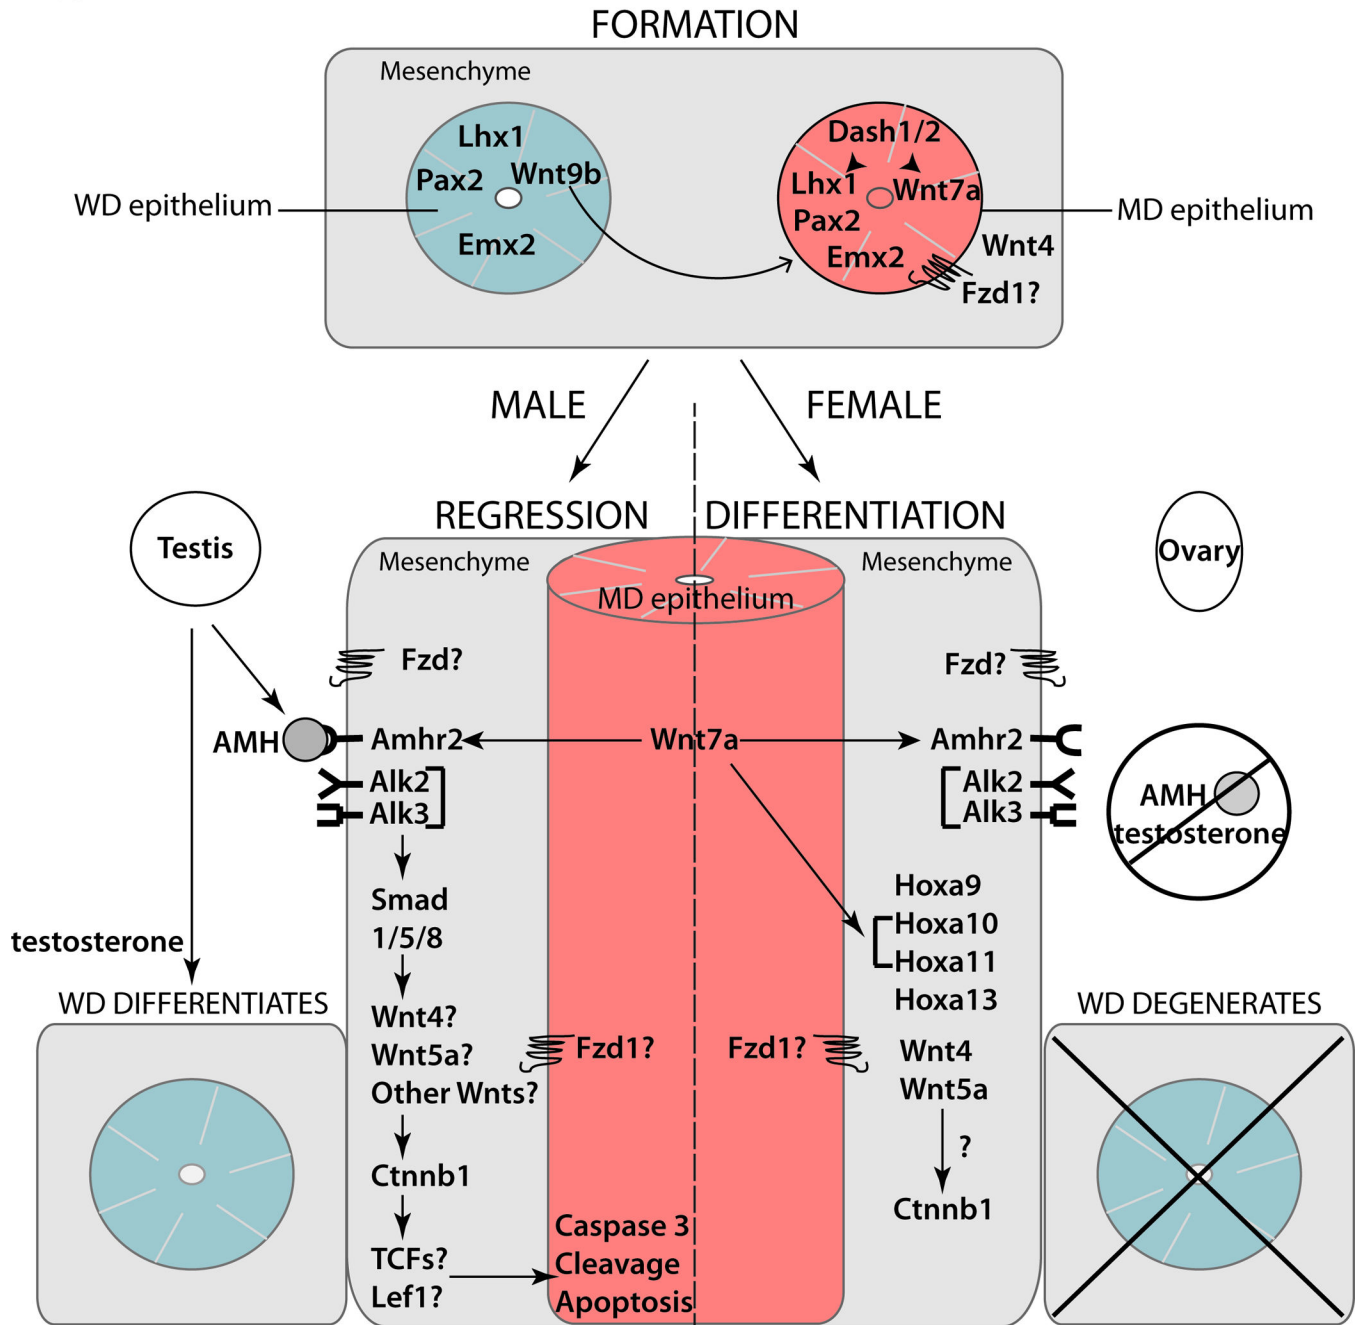 FORMATION
Mesenchyme
Lhx1
Pax2
Wnt9b
Emx2
WD epithelium
Dash1/2
Lhx1
Wnt7a
Pax2
Emx2
MD epithelium
Wnt4
Fzd1?
MALE
FEMALE
REGRESSION
DIFFERENTIATION
Testis
Mesenchyme
MD epithelium
Mesenchyme
Ovary
Fzd?
Fzd?
AMH
Amhr2
Wnt7a
Amhr2
Alk2
Alk3
Alk2
Alk3
AMH
testosterone
Smad
1/5/8
Hoxa9
Hoxa10
Hoxa11
Hoxa13
testosterone
WD DIFFERENTIATES
WD DEGENERATES
Wnt4?
Wnt5a?
Other Wnts?
Fzd1?
Fzd1?
Wnt4
Wnt5a
?
Ctnnb1
Ctnnb1
TCFs?
Lef1?
Caspase 3
Cleavage
Apoptosis